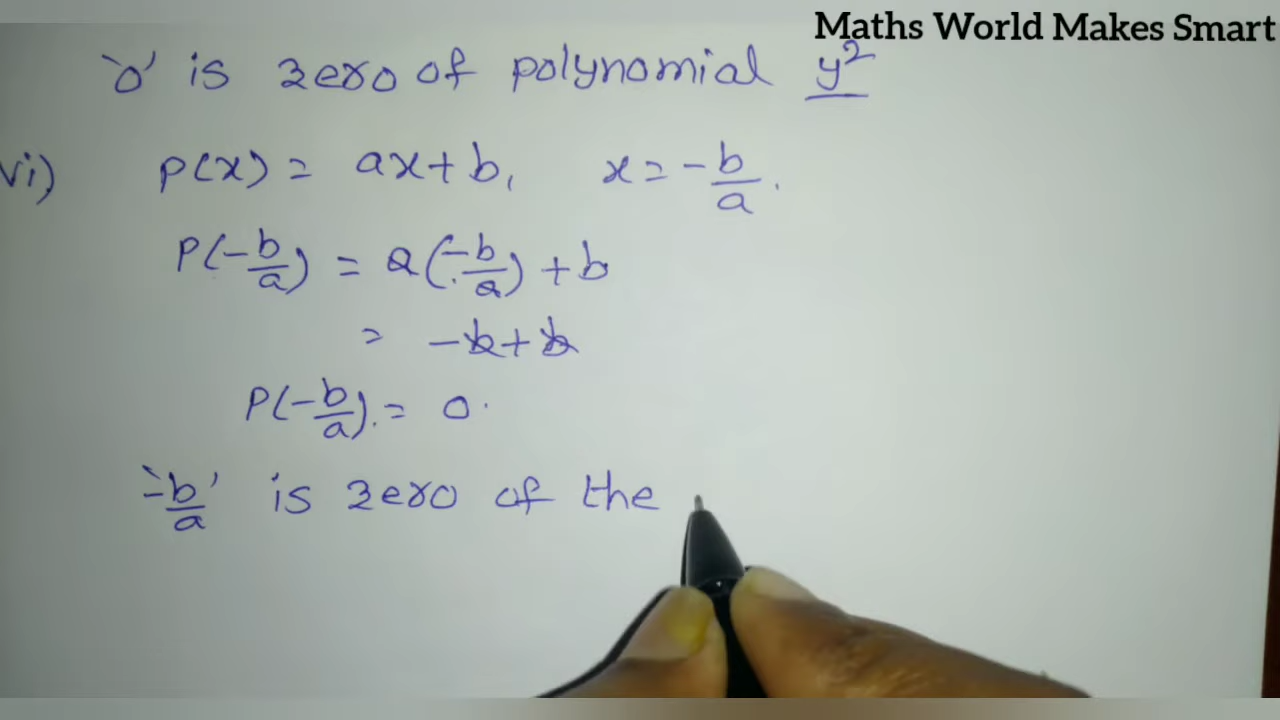 Maths World Makes Smart
'0' is zero of polynomial y²
vi) P(x) = ax+b, x = -b/a.
P(-b/a) = a(-b/a) + b
= -b+b
P(-b/a) = 0.
'-b/a' is zero of the